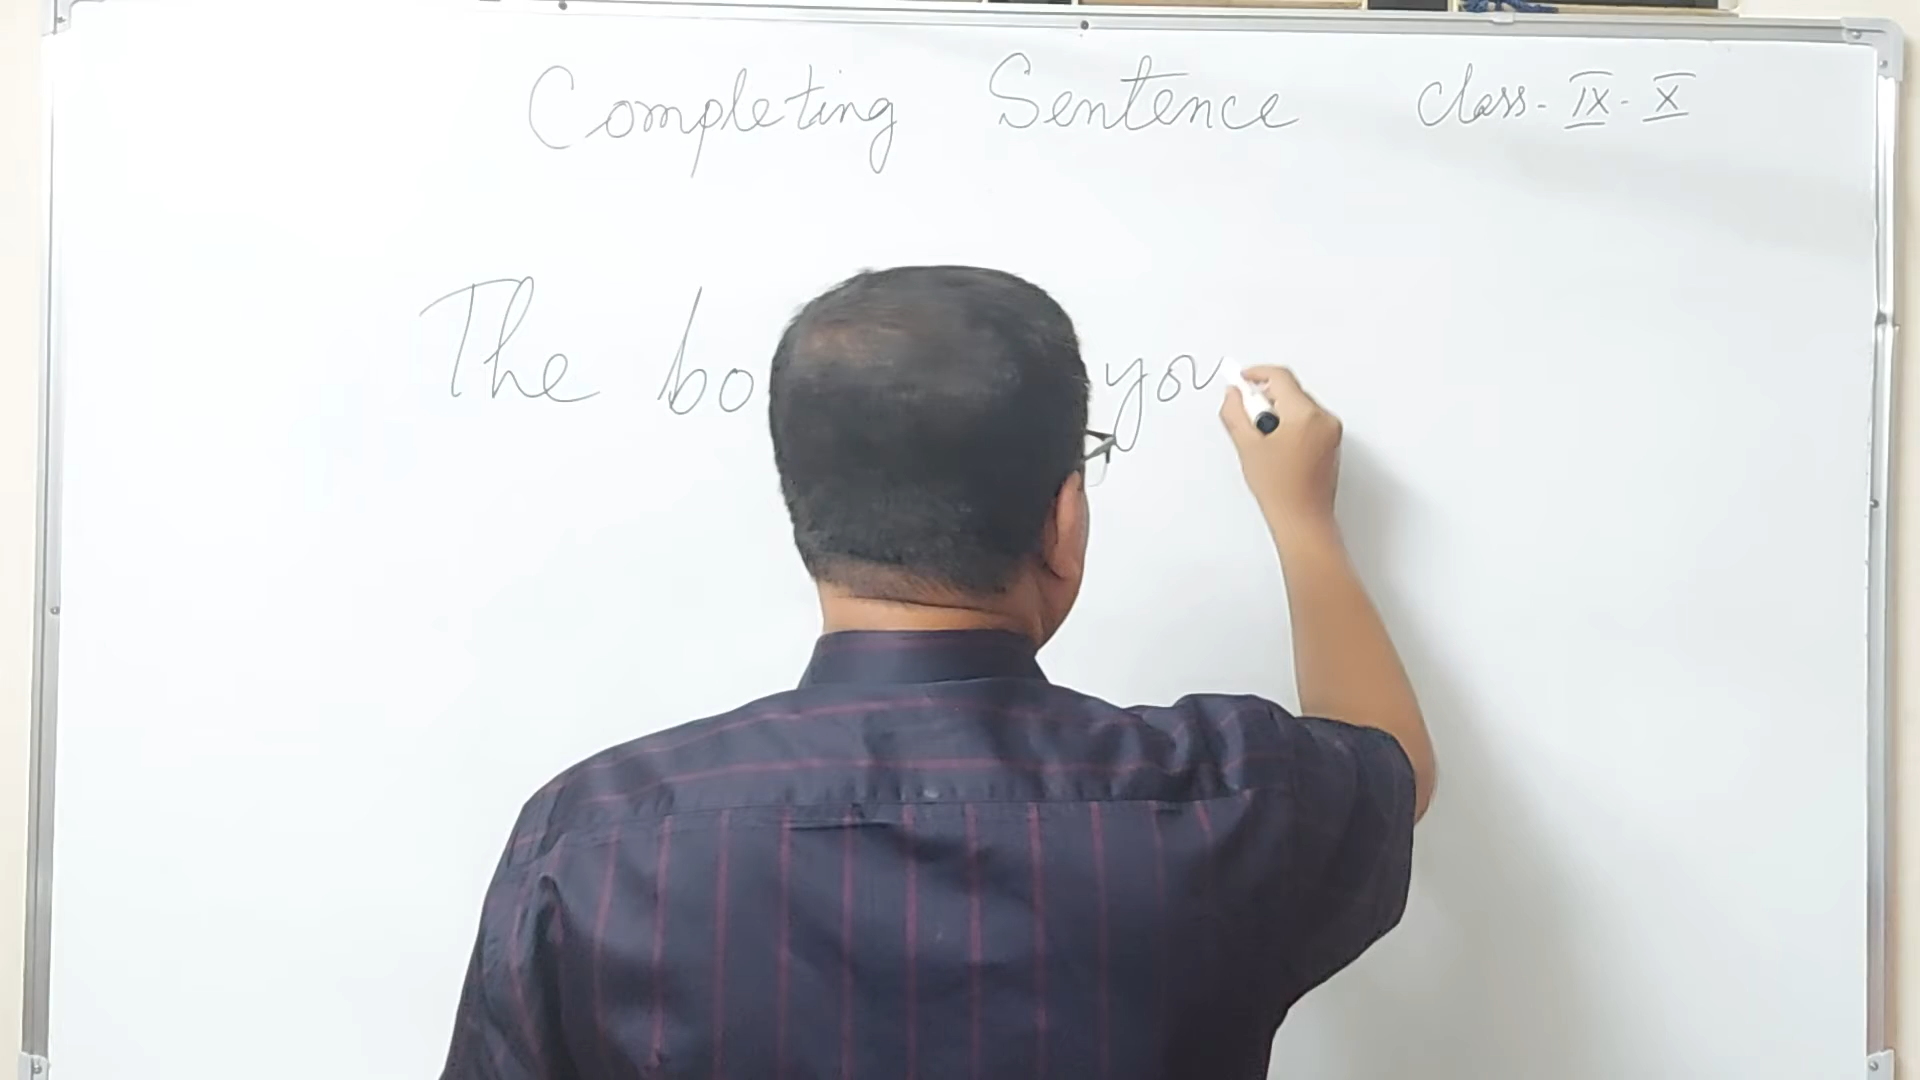 Completing Sentence Class- IX - X
The bo you